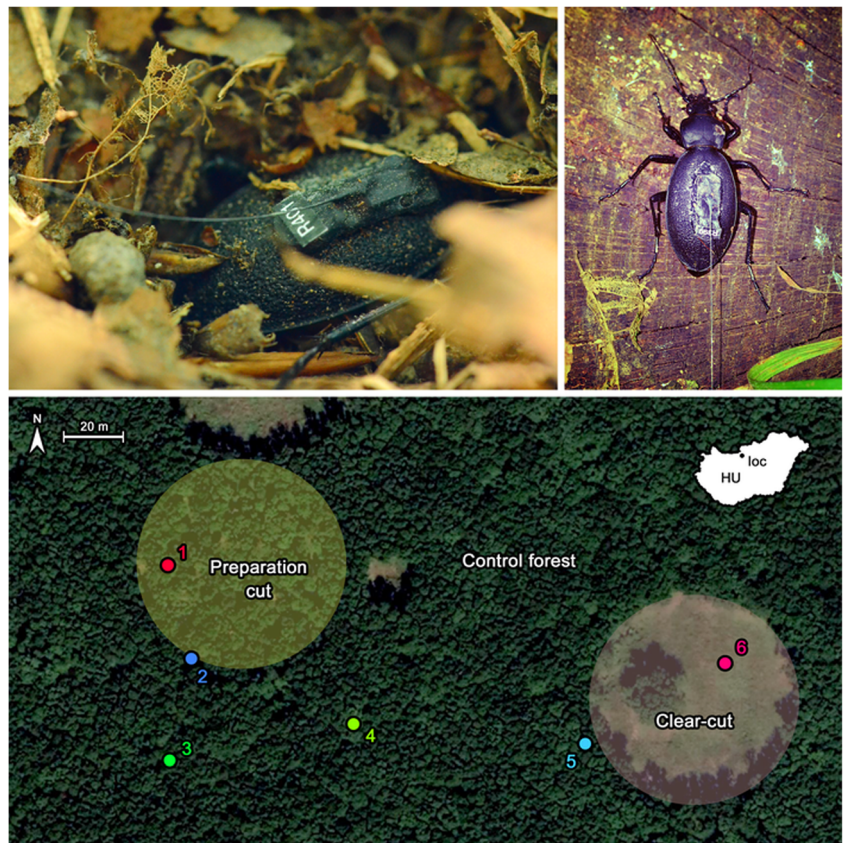 R401
N
20 m
loc
HU
1
Preparation
cut
Control forest
6
2
Clear-cut
4
3
5